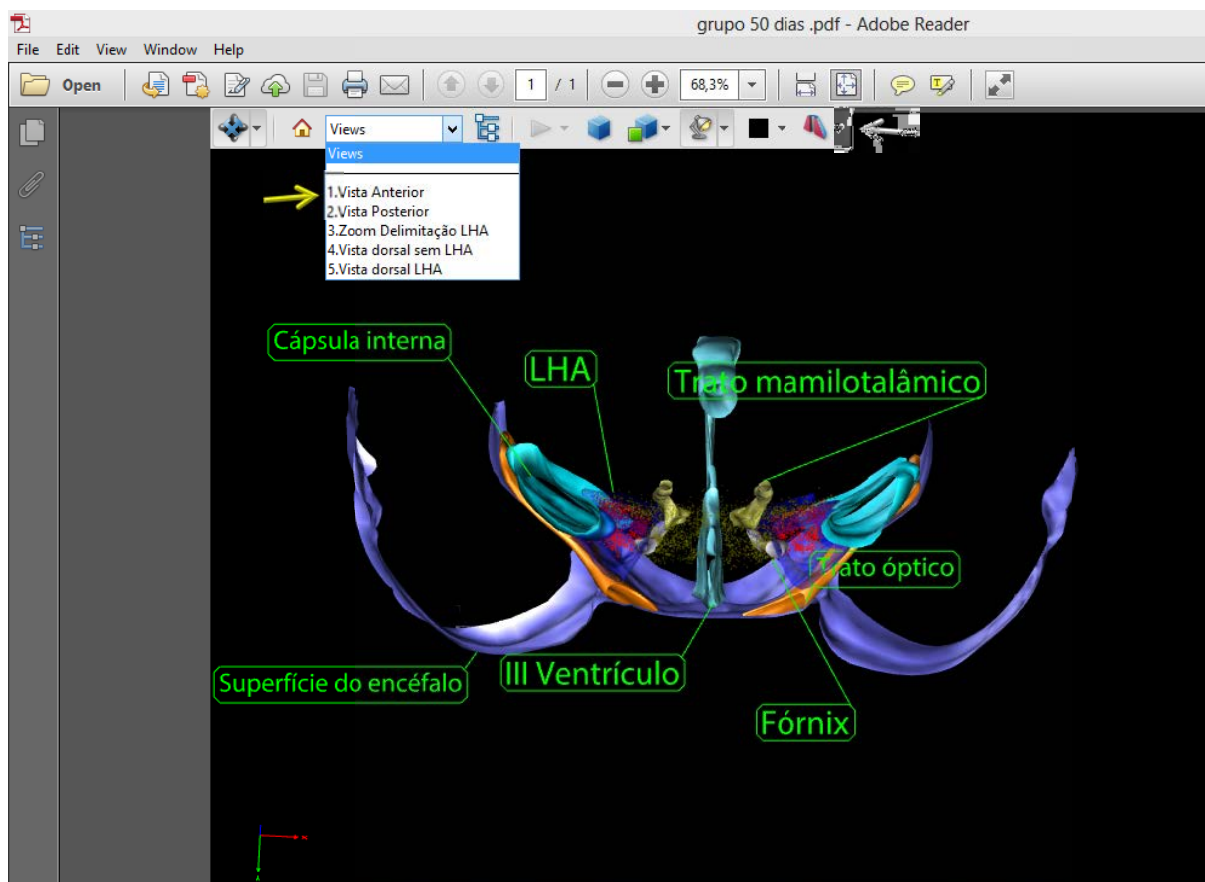 grupo 50 dias .pdf - Adobe Reader
File Edit View Window Help
Open 1 / 1 68,3%
Views
Views
1.Vista Anterior
2.Vista Posterior
3.Zoom Delimitação LHA
4.Vista dorsal sem LHA
5.Vista dorsal LHA
Cápsula interna
LHA
Trato mamilotalâmico
Trato óptico
III Ventrículo
Superfície do encéfalo
Fórnix